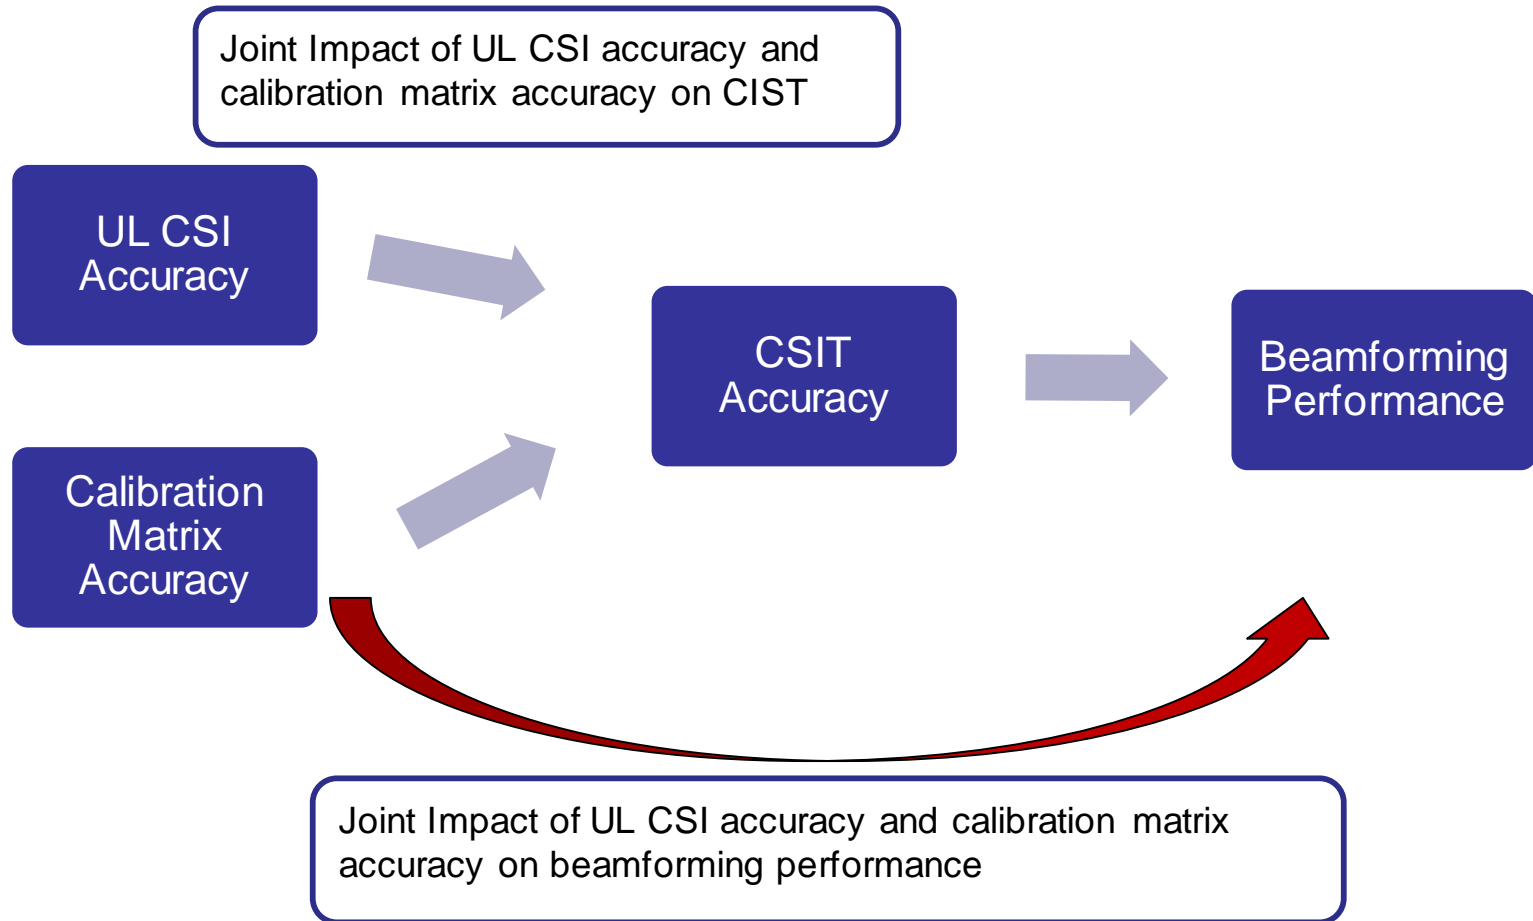 Joint Impact of UL CSI accuracy and
calibration matrix accuracy on CIST
UL CSI
Accuracy
CSIT
Accuracy
Beamforming
Performance
Calibration
Matrix
Accuracy
Joint Impact of UL CSI accuracy and calibration matrix
accuracy on beamforming performance